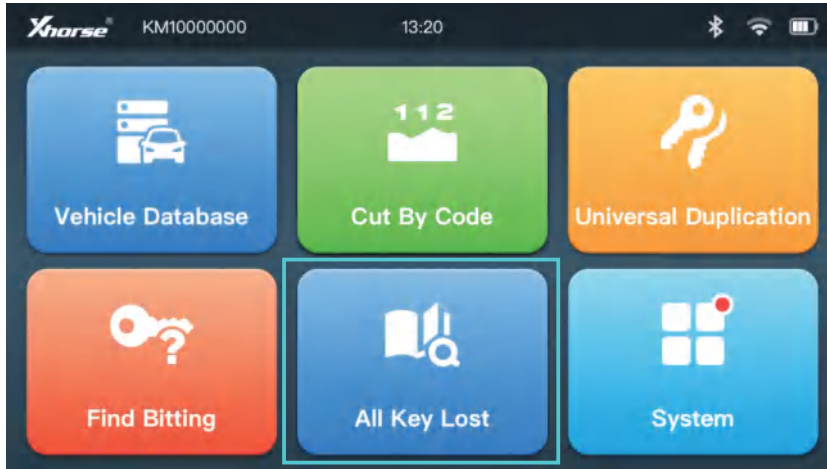 Xhorse® KM10000000 13:20
112
Vehicle Database Cut By Code Universal Duplication
?
Find Bitting All Key Lost System